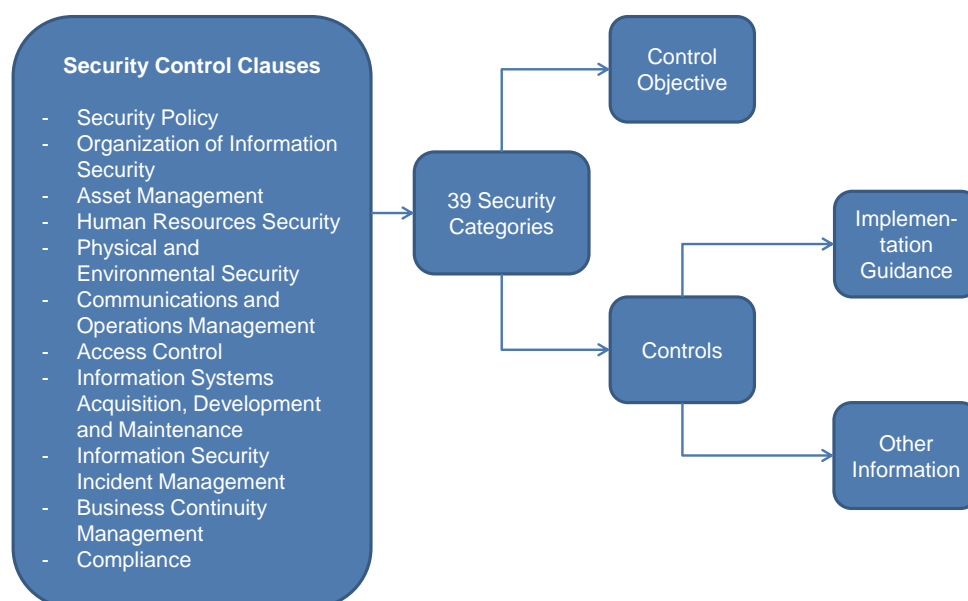 Security Control Clauses
- Security Policy
- Organization of Information
Security
- Asset Management
- Human Resources Security
- Physical and
Environmental Security
- Communications and
Operations Management
- Access Control
- Information Systems
Acquisition, Development
and Maintenance
- Information Security
Incident Management
- Business Continuity
Management
- Compliance
39 Security
Categories
Control
Objective
Controls
Implemen-
tation
Guidance
Other
Information